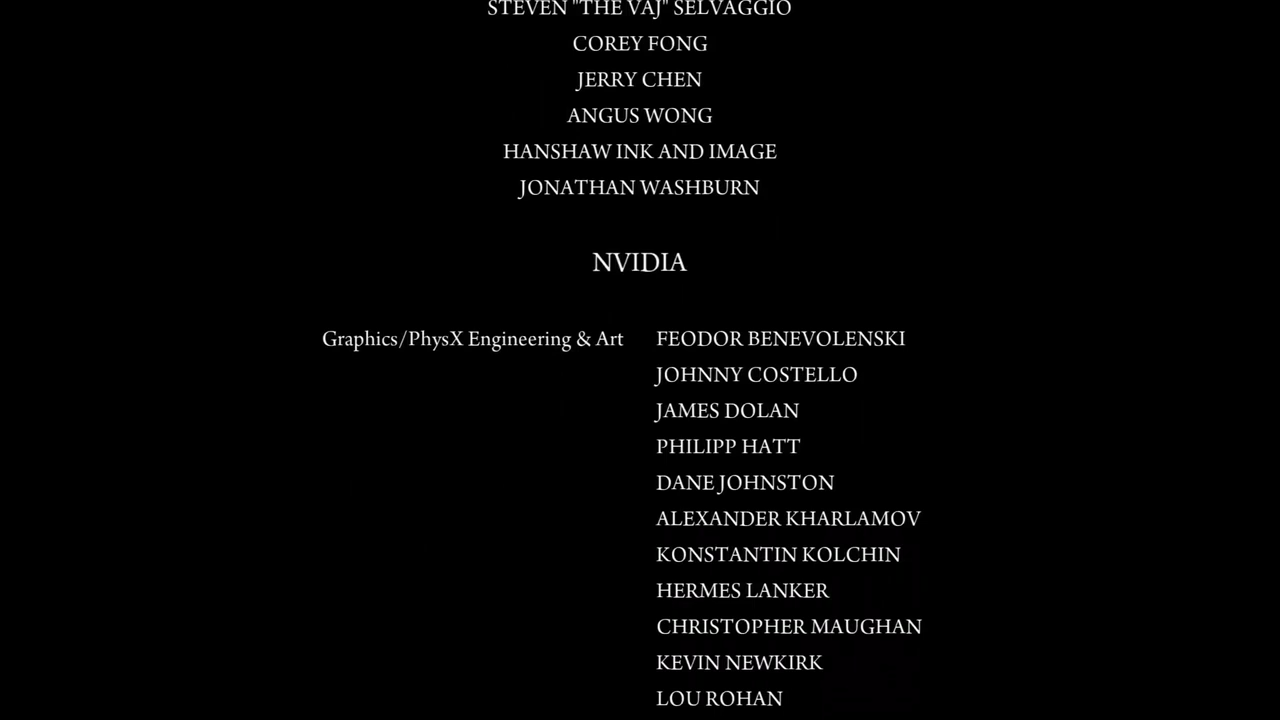 STEVEN "THE VAJ" SELVAGGIO
COREY FONG
JERRY CHEN
ANGUS WONG
HANSHAW INK AND IMAGE
JONATHAN WASHBURN
NVIDIA
Graphics/PhysX Engineering & Art FEODOR BENEVOLENSKI
JOHNNY COSTELLO
JAMES DOLAN
PHILIPP HATT
DANE JOHNSTON
ALEXANDER KHARLAMOV
KONSTANTIN KOLCHIN
HERMES LANKER
CHRISTOPHER MAUGHAN
KEVIN NEWKIRK
LOU ROHAN